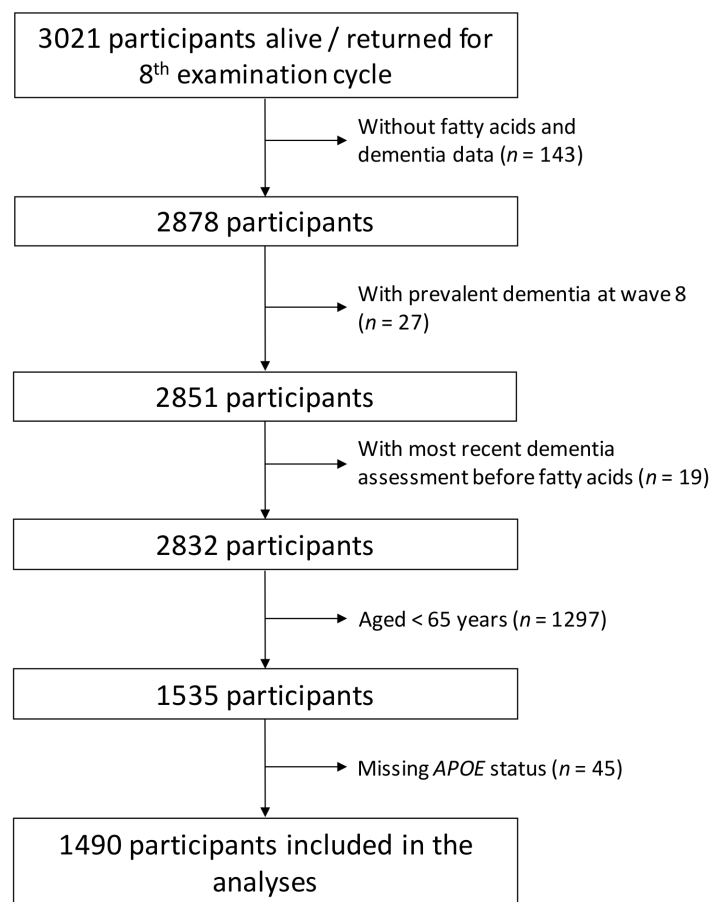 3021 participants alive / returned for
8th examination cycle
Without fatty acids and
dementia data (n = 143)
2878 participants
With prevalent dementia at wave 8
(n = 27)
2851 participants
With most recent dementia
assessment before fatty acids (n = 19)
2832 participants
Aged < 65 years (n = 1297)
1535 participants
Missing APOE status (n = 45)
1490 participants included in the
analyses